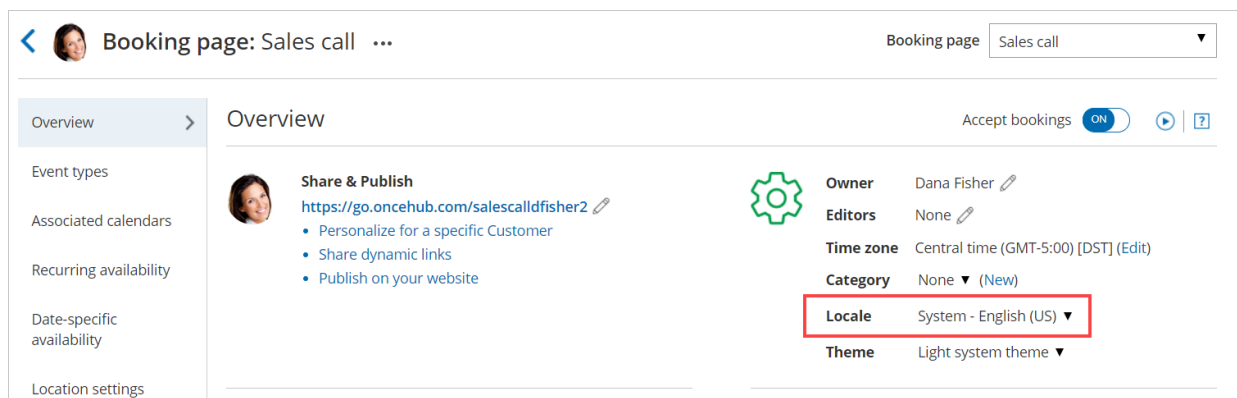 Booking page: Sales call ...
Booking page Sales call
Overview
Event types
Associated calendars
Recurring availability
Date-specific
availability
Location settings
Overview
Accept bookings ON
Share & Publish
https://go.oncehub.com/salescalldfisher2
• Personalize for a specific Customer
• Share dynamic links
• Publish on your website
Owner Dana Fisher
Editors None
Time zone Central time (GMT-5:00) [DST] (Edit)
Category None ▼ (New)
Locale System - English (US) ▼
Theme Light system theme ▼